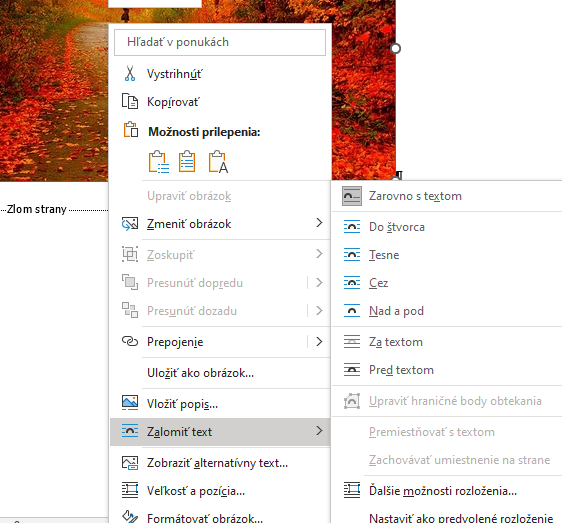 Hľadať v ponukách
Vystrihnúť
Kopírovať
Možnosti prilepenia:
A
Upraviť obrázok
Zmeniť obrázok
Zoskupiť
Presunúť dopredu
Presunúť dozadu
Prepojenie
Uložiť ako obrázok...
Vložiť popis...
Zalomiť text
Zobraziť alternatívny text...
Veľkosť a pozícia...
Formátovať obrázok...
Zlom strany
¶
Zarovno s textom
Do štvorca
Tesne
Cez
Nad a pod
Za textom
Pred textom
Upraviť hraničné body obtekania
Premiestňovať s textom
Zachovávať umiestnenie na strane
Ďalšie možnosti rozloženia...
Nastaviť ako predvolené rozloženie